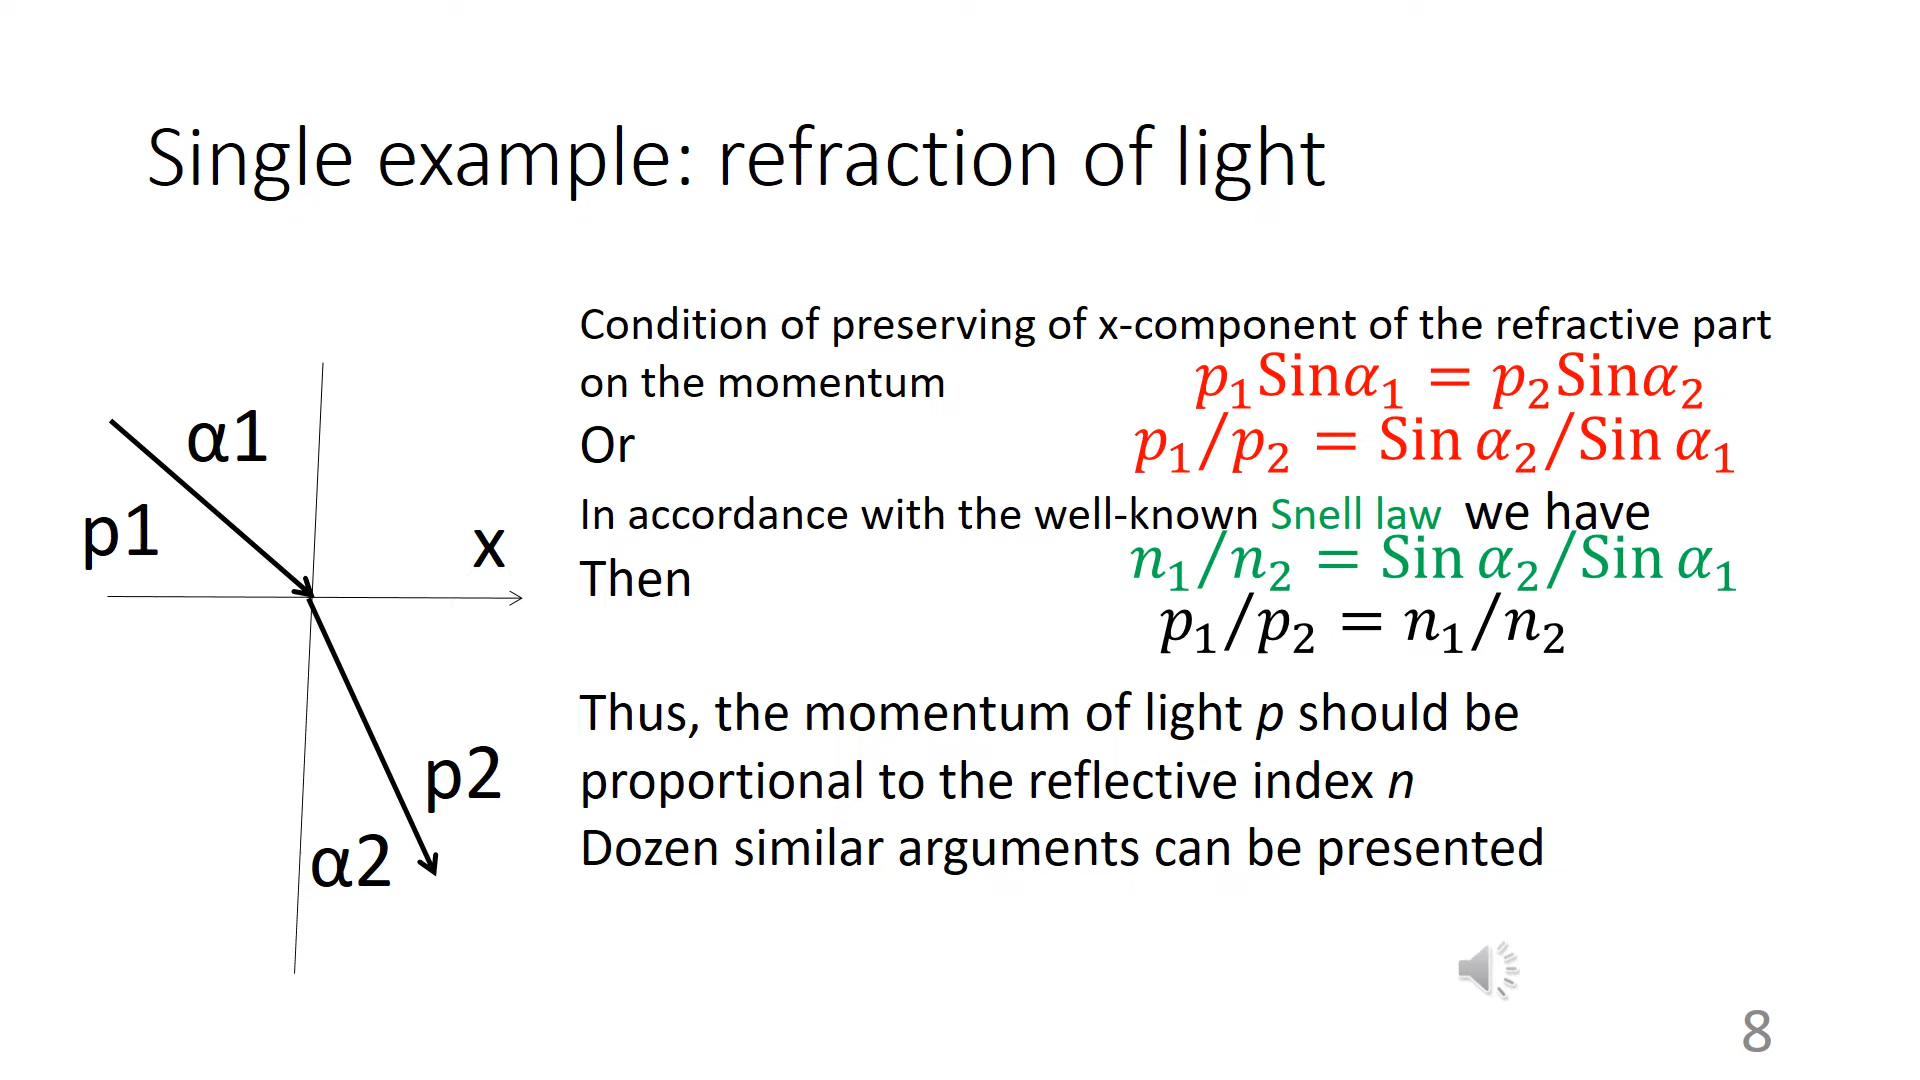 Single example: refraction of light
Condition of preserving of x-component of the refractive part
on the momentum p₁Sinα₁ = p₂Sinα₂
Or p₁/p₂ = Sin α₂/Sin α₁
In accordance with the well-known Snell law we have
Then n₁/n₂ = Sin α₂/Sin α₁
p₁/p₂ = n₁/n₂
Thus, the momentum of light p should be
proportional to the reflective index n
Dozen similar arguments can be presented
α1
p1
x
p2
α2
8